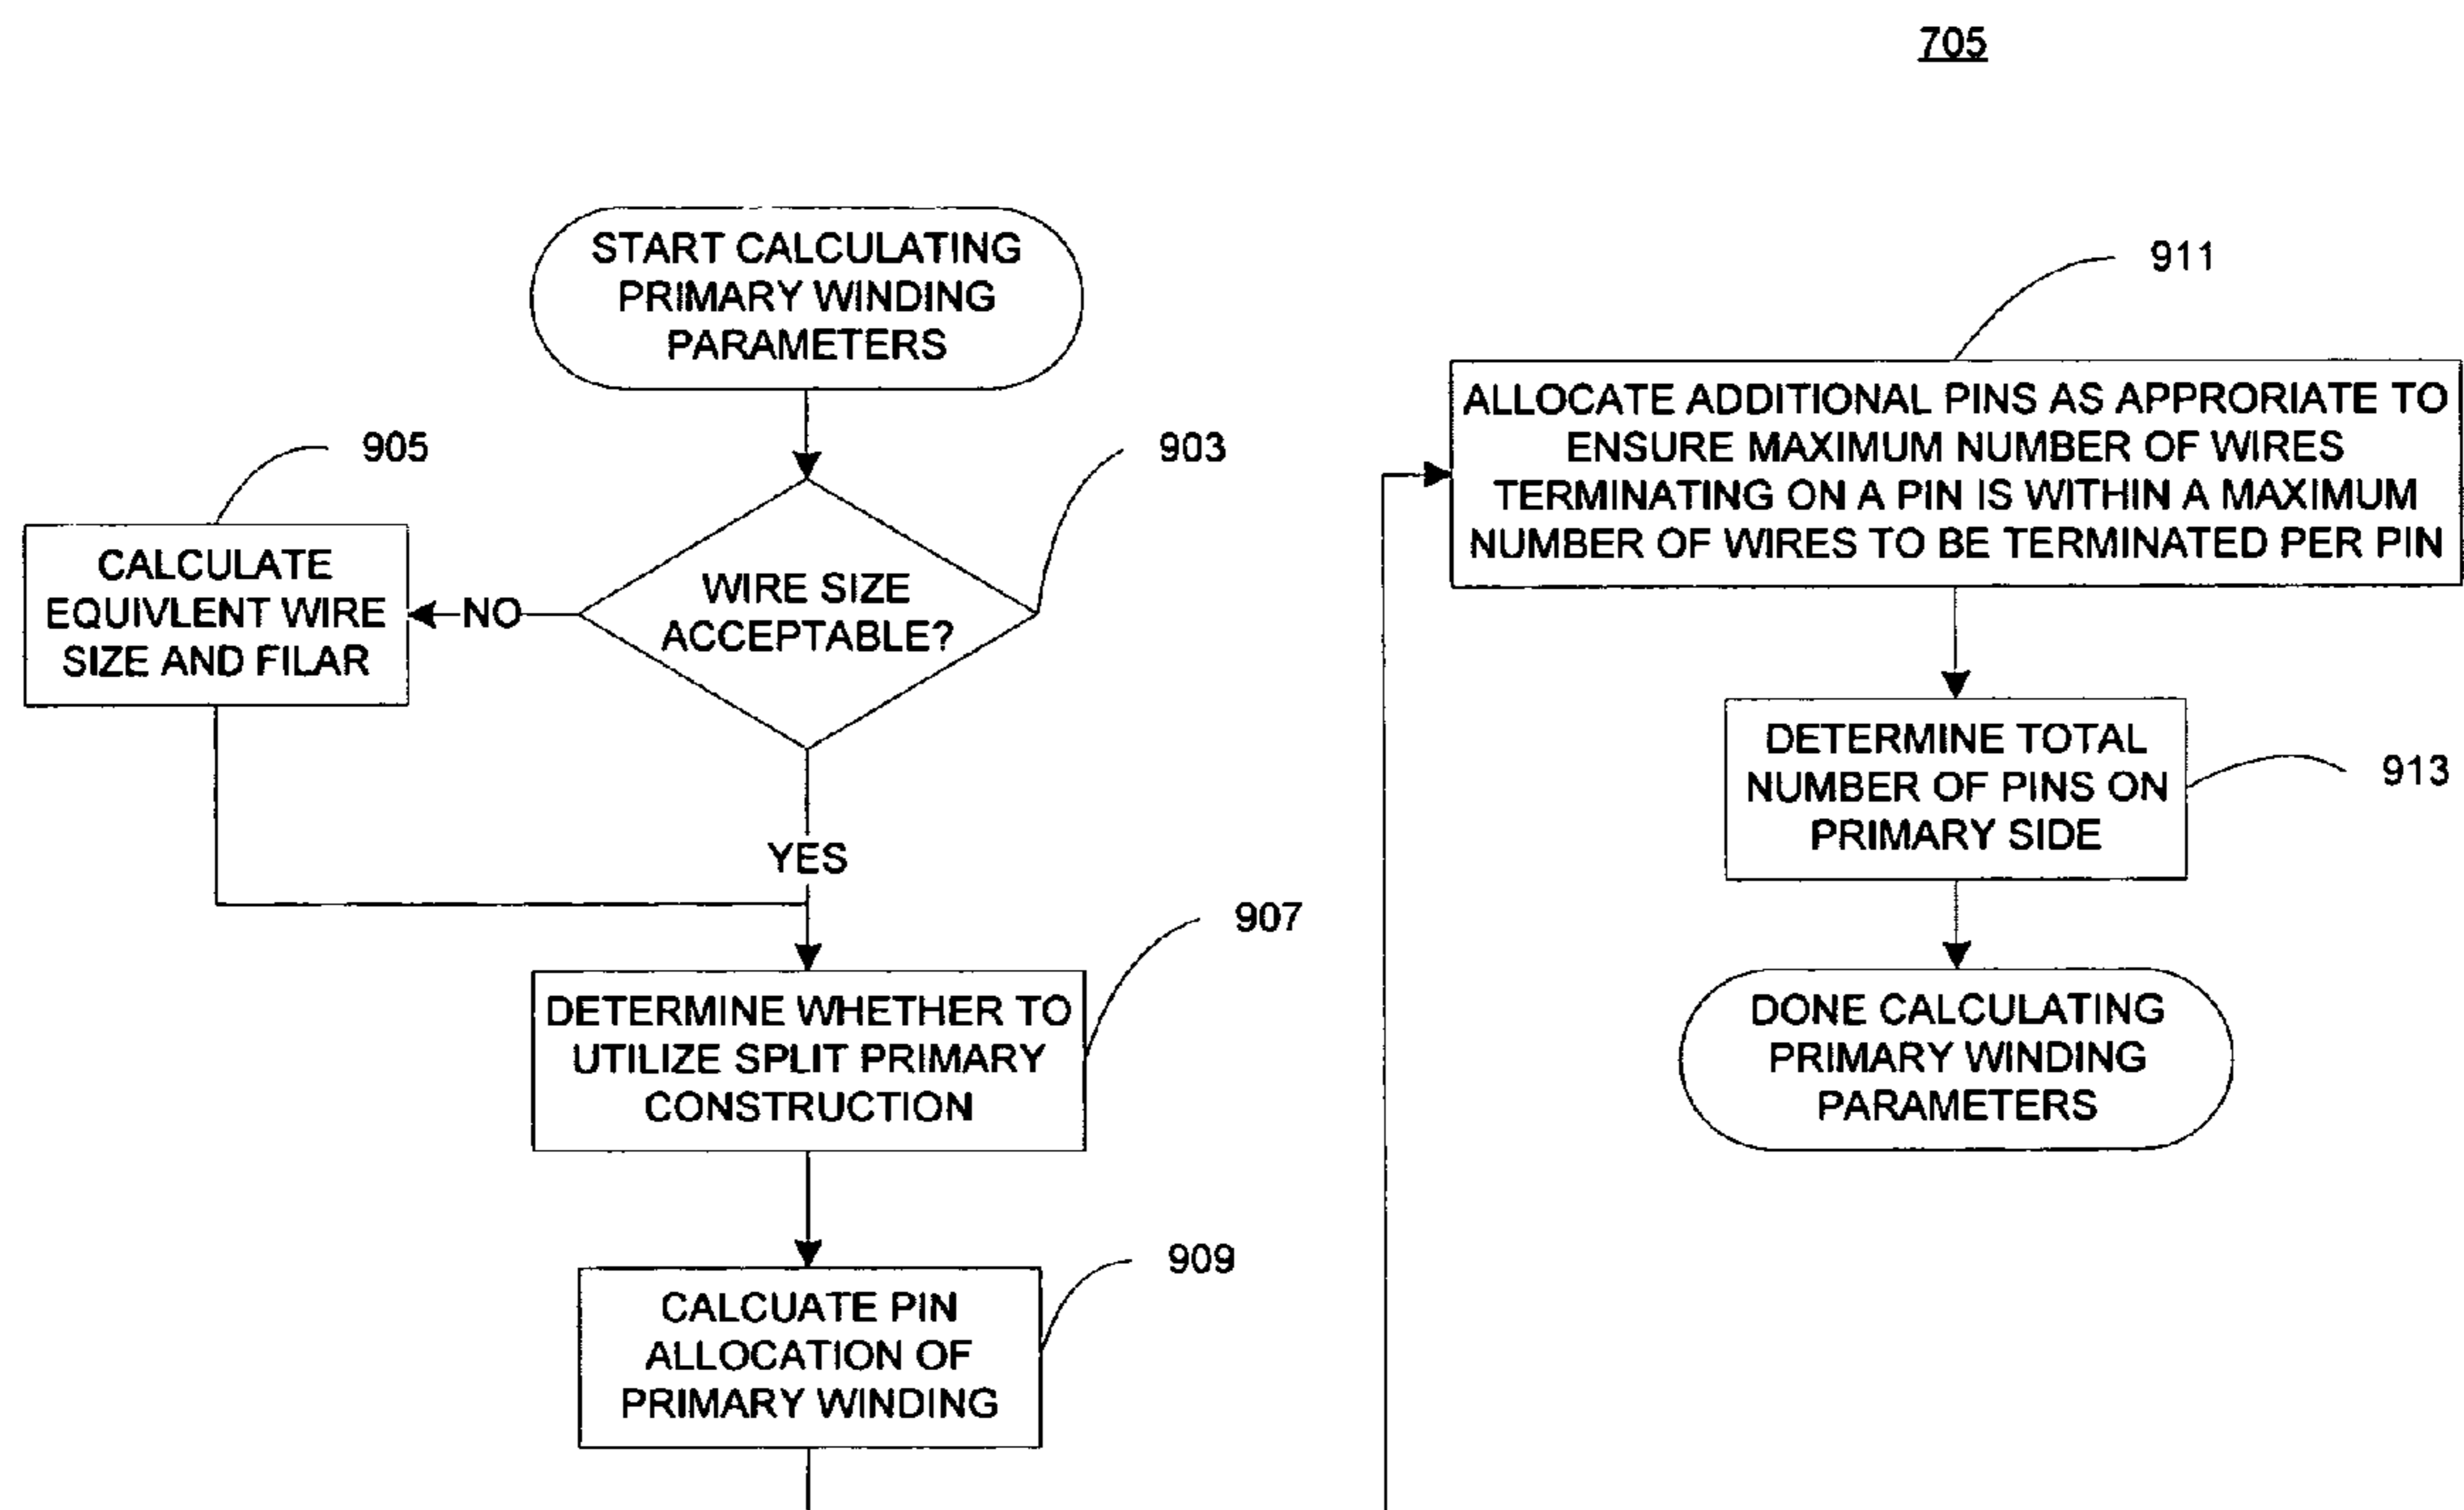 705
START CALCULATING
PRIMARY WINDING
PARAMETERS
905
903
CALCULATE
EQUIVLENT WIRE
SIZE AND FILAR
NO
WIRE SIZE
ACCEPTABLE?
YES
907
DETERMINE WHETHER TO
UTILIZE SPLIT PRIMARY
CONSTRUCTION
909
CALCUATE PIN
ALLOCATION OF
PRIMARY WINDING
911
ALLOCATE ADDITIONAL PINS AS APPRORIATE TO
ENSURE MAXIMUM NUMBER OF WIRES
TERMINATING ON A PIN IS WITHIN A MAXIMUM
NUMBER OF WIRES TO BE TERMINATED PER PIN
DETERMINE TOTAL
NUMBER OF PINS ON
PRIMARY SIDE
913
DONE CALCULATING
PRIMARY WINDING
PARAMETERS